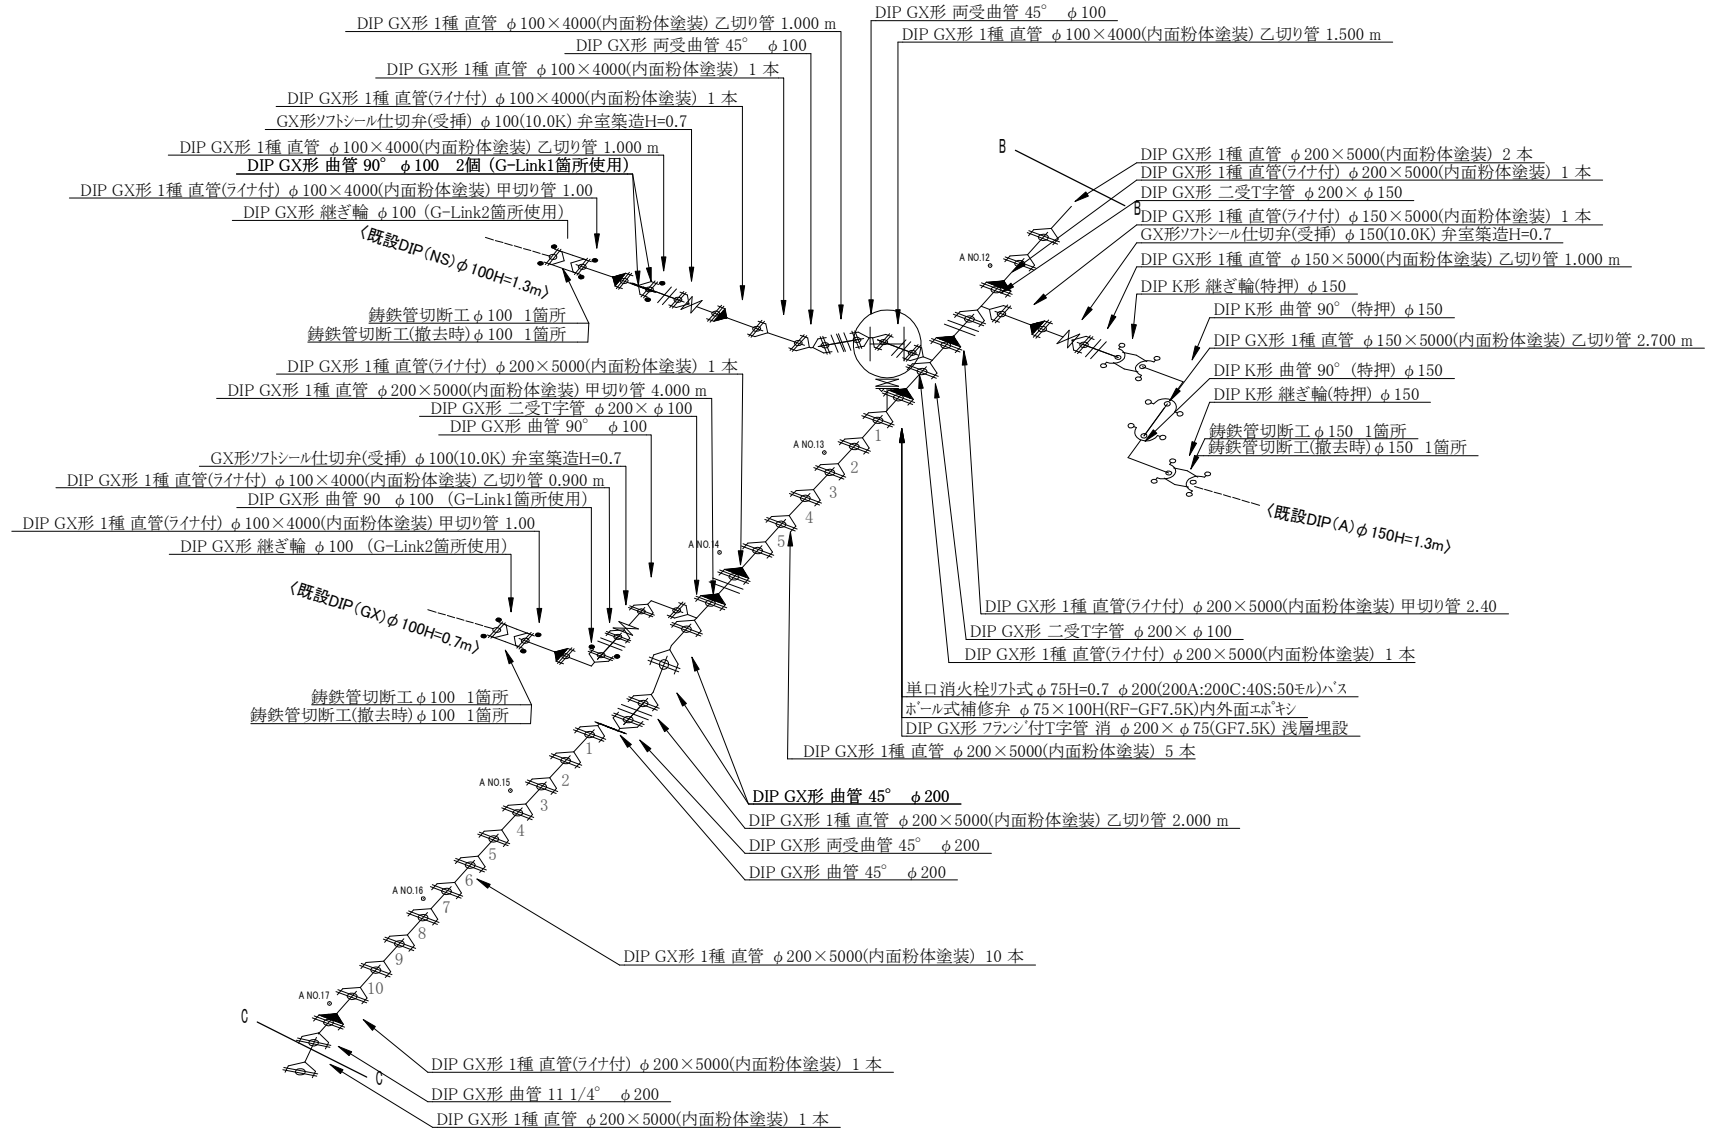 DIP GX形 1種 直管 φ100×4000(内面粉体塗装) 乙切り管 1.000 m
DIP GX形 両受曲管 45° φ100
DIP GX形 1種 直管 φ100×4000(内面粉体塗装) 1 本
DIP GX形 1種 直管(ライナ付) φ100×4000(内面粉体塗装) 1 本
GX形ソフトシール仕切弁(受挿) φ100(10.0K) 弁室築造H=0.7
DIP GX形 1種 直管 φ100×4000(内面粉体塗装) 乙切り管 1.000 m
DIP GX形 曲管 90° φ100 2個 (G-Link1箇所使用)
DIP GX形 1種 直管(ライナ付) φ100×4000(内面粉体塗装) 甲切り管 1.00
DIP GX形 継ぎ輪 φ100 (G-Link2箇所使用)
〈既設DIP(NS)φ100H=1.3m〉
鋳鉄管切断工φ100 1箇所
鋳鉄管切断工(撤去時)φ100 1箇所
DIP GX形 両受曲管 45° φ100
DIP GX形 1種 直管 φ100×4000(内面粉体塗装) 乙切り管 1.500 m
B
B
DIP GX形 1種 直管 φ200×5000(内面粉体塗装) 2 本
DIP GX形 1種 直管(ライナ付) φ200×5000(内面粉体塗装) 1 本
DIP GX形 二受T字管 φ200×φ150
DIP GX形 1種 直管(ライナ付) φ150×5000(内面粉体塗装) 1 本
GX形ソフトシール仕切弁(受挿) φ150(10.0K) 弁室築造H=0.7
DIP GX形 1種 直管 φ150×5000(内面粉体塗装) 乙切り管 1.000 m
DIP K形 継ぎ輪(特押) φ150
DIP K形 曲管 90° (特押) φ150
DIP GX形 1種 直管 φ150×5000(内面粉体塗装) 乙切り管 2.700 m
DIP K形 曲管 90° (特押) φ150
DIP K形 継ぎ輪(特押) φ150
鋳鉄管切断工φ150 1箇所
鋳鉄管切断工(撤去時)φ150 1箇所
〈既設DIP(A)φ150H=1.3m〉
A NO.12
DIP GX形 1種 直管(ライナ付) φ200×5000(内面粉体塗装) 1 本
DIP GX形 1種 直管 φ200×5000(内面粉体塗装) 甲切り管 4.000 m
DIP GX形 二受T字管 φ200×φ100
DIP GX形 曲管 90° φ100
GX形ソフトシール仕切弁(受挿) φ100(10.0K) 弁室築造H=0.7
DIP GX形 1種 直管(ライナ付) φ100×4000(内面粉体塗装) 乙切り管 0.900 m
DIP GX形 曲管 90 φ100 (G-Link1箇所使用)
DIP GX形 1種 直管(ライナ付) φ100×4000(内面粉体塗装) 甲切り管 1.00
DIP GX形 継ぎ輪 φ100 (G-Link2箇所使用)
〈既設DIP(GX)φ100H=0.7m〉
鋳鉄管切断工φ100 1箇所
鋳鉄管切断工(撤去時)φ100 1箇所
A NO.13
1
2
3
4
5
A NO.14
DIP GX形 1種 直管(ライナ付) φ200×5000(内面粉体塗装) 甲切り管 2.40
DIP GX形 二受T字管 φ200×φ100
DIP GX形 1種 直管(ライナ付) φ200×5000(内面粉体塗装) 1 本
単口消火栓リフト式φ75H=0.7 φ200(200A:200C:40S:50モル)バス
ボール式補修弁 φ75×100H(RF-GF7.5K)内外面エポキシ
DIP GX形 フランジ付T字管 消 φ200×φ75(GF7.5K) 浅層埋設
DIP GX形 1種 直管 φ200×5000(内面粉体塗装) 5 本
DIP GX形 曲管 45° φ200
DIP GX形 1種 直管 φ200×5000(内面粉体塗装) 乙切り管 2.000 m
DIP GX形 両受曲管 45° φ200
DIP GX形 曲管 45° φ200
1
2
A NO.15
3
4
5
6
A NO.16
7
8
9
10
A NO.17
DIP GX形 1種 直管 φ200×5000(内面粉体塗装) 10 本
C
C
DIP GX形 1種 直管(ライナ付) φ200×5000(内面粉体塗装) 1 本
DIP GX形 曲管 11 1/4° φ200
DIP GX形 1種 直管 φ200×5000(内面粉体塗装) 1 本